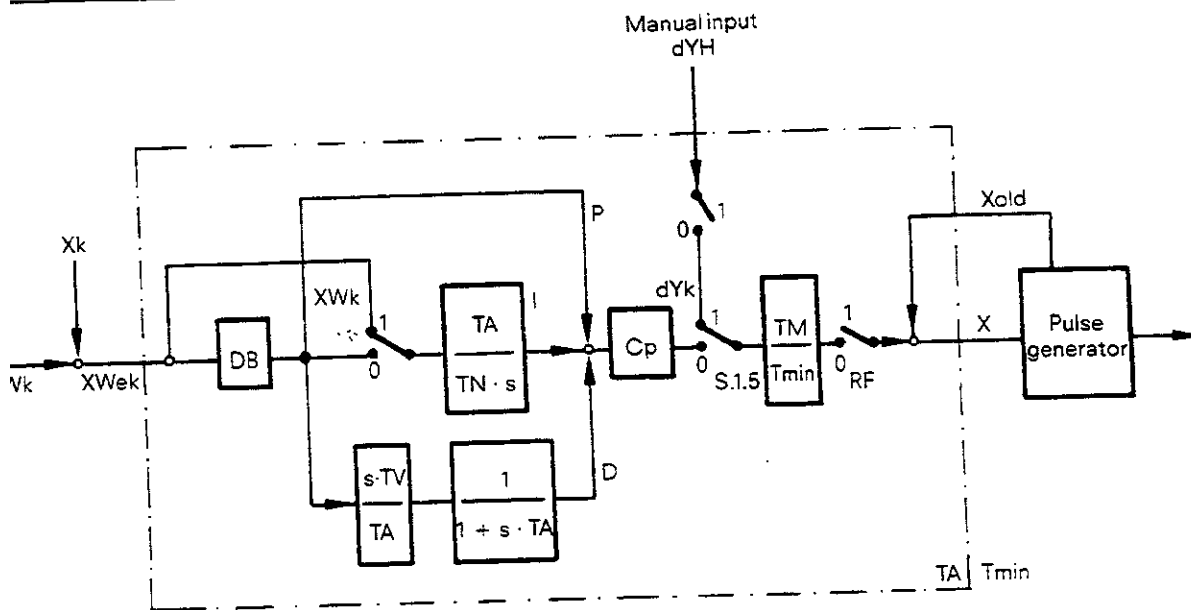 Manual input
dYH
Xk
Wk
XWek
DB
XWk
1
0
TA
TN · s
I
P
s·TV
TA
1
1 + s · TA
D
Cp
1
0
dYk
1
0
S.1.5
TM
Tmin
1
0
RF
Xold
X
Pulse
generator
TA
Tmin